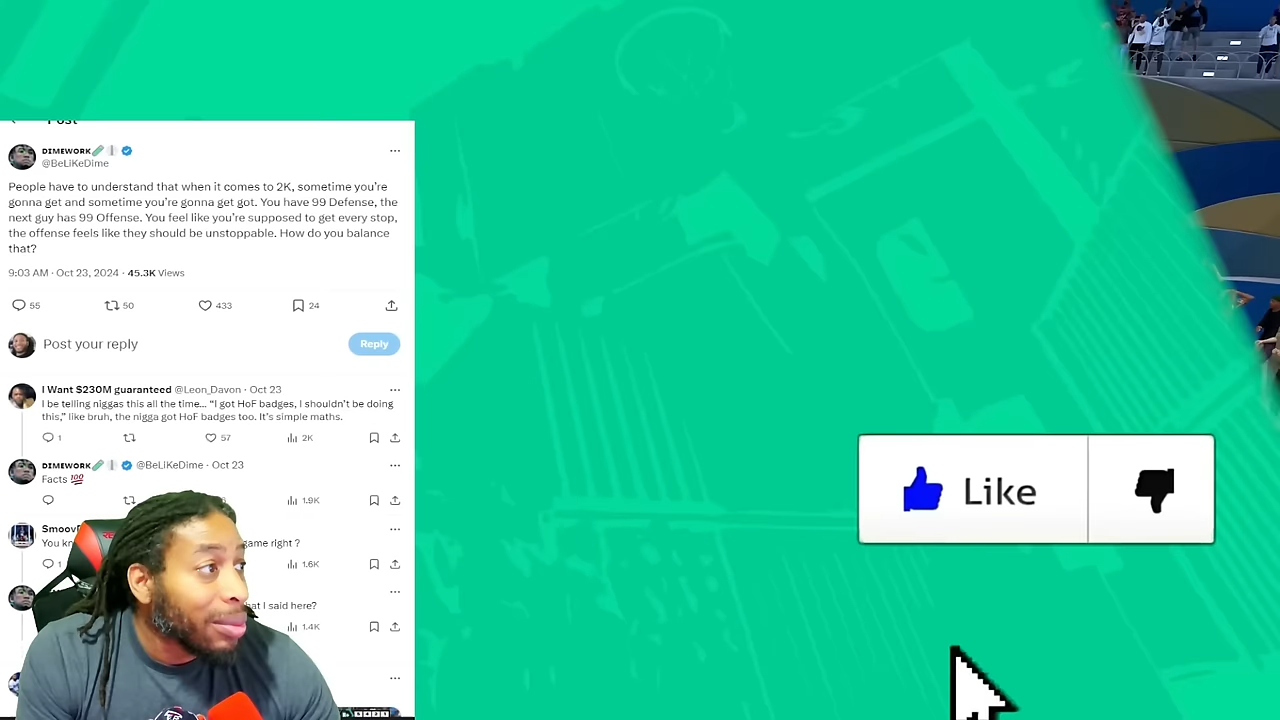 Post
DIMEWORK
@BeLiKeDime
People have to understand that when it comes to 2K, sometime you're
gonna get and sometime you're gonna get got. You have 99 Defense, the
next guy has 99 Offense. You feel like you're supposed to get every stop,
the offense feels like they should be unstoppable. How do you balance
that?
9:03 AM · Oct 23, 2024 · 45.3K Views
55 50 433 24
Post your reply Reply
I Want $230M guaranteed @Leon_Davon · Oct 23
I be telling niggas this all the time... "I got HoF badges, I shouldn't be doing
this," like bruh, the nigga got HoF badges too. It's simple maths.
1 57 2K
DIMEWORK @BeLiKeDime · Oct 23
Facts 💯
1.9K
You game right ?
1 1.6K
I said here?
1.4K
Like